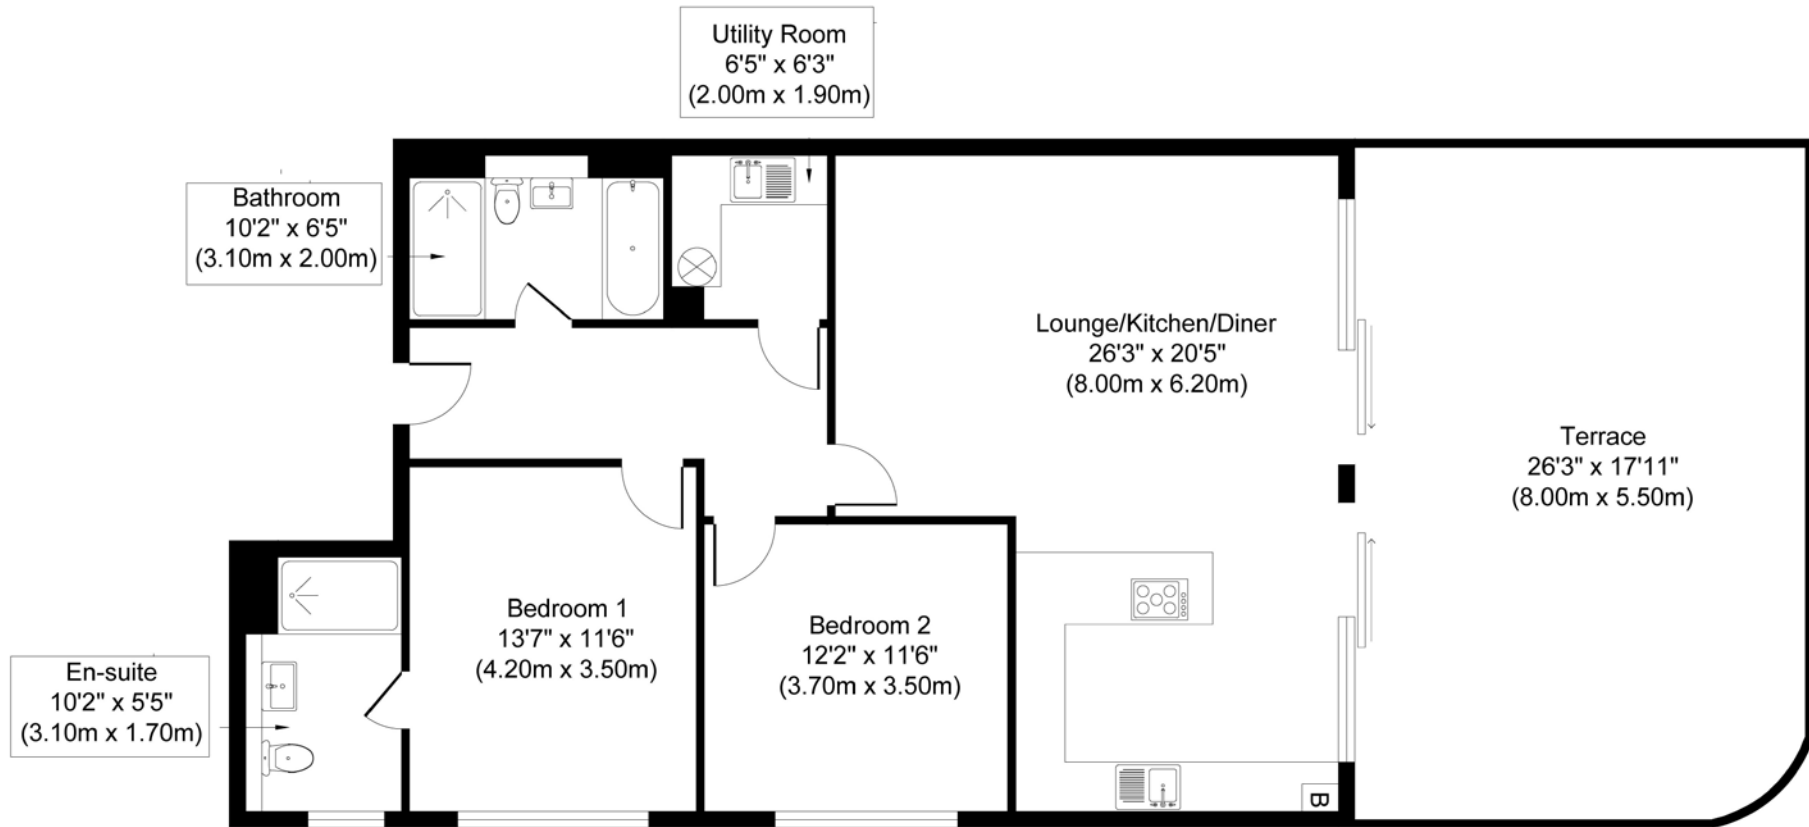 Utility Room
6'5" x 6'3"
(2.00m x 1.90m)
Bathroom
10'2" x 6'5"
(3.10m x 2.00m)
Lounge/Kitchen/Diner
26'3" x 20'5"
(8.00m x 6.20m)
Terrace
26'3" x 17'11"
(8.00m x 5.50m)
Bedroom 1
13'7" x 11'6"
(4.20m x 3.50m)
Bedroom 2
12'2" x 11'6"
(3.70m x 3.50m)
En-suite
10'2" x 5'5"
(3.10m x 1.70m)
B